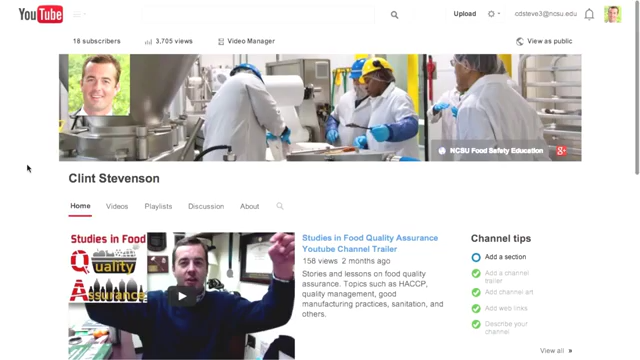 YouTube
Upload
cdsteve3@ncsu.edu
18 subscribers
3,705 views
Video Manager
View as public
NCSU Food Safety Education
Clint Stevenson
Home
Videos
Playlists
Discussion
About
Studies in Food
Quality
Assurance
Studies in Food Quality Assurance
Youtube Channel Trailer
158 views 2 months ago
Stories and lessons on food quality
assurance. Topics such as HACCP,
quality management, good
manufacturing practices, sanitation, and
others.
Channel tips
Add a section
Add a channel
trailer
Add channel art
Add web links
Describe your
channel
View all »